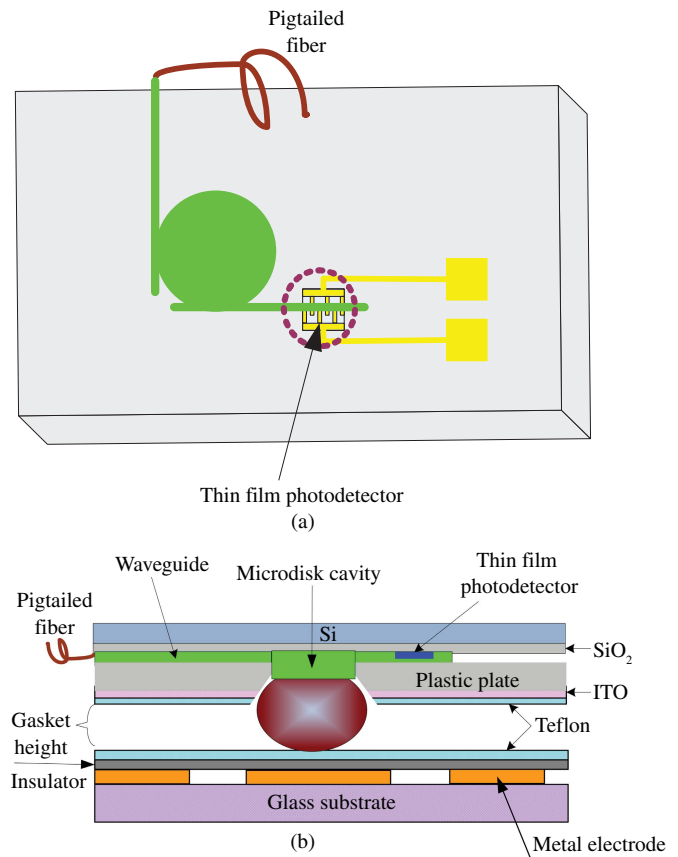 Pigtailed
fiber
Thin film photodetector
(a)
Waveguide
Microdisk cavity
Thin film
photodetector
Pigtailed
fiber
Si
SiO₂
Plastic plate
ITO
Gasket
height
Teflon
Insulator
Glass substrate
(b)
Metal electrode